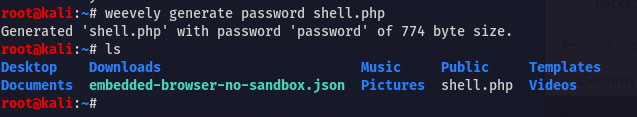 root@kali:~# weevely generate password shell.php
Generated 'shell.php' with password 'password' of 774 byte size.
root@kali:~# ls
Desktop Downloads Music Public Templates
Documents embedded-browser-no-sandbox.json Pictures shell.php Videos
root@kali:~#